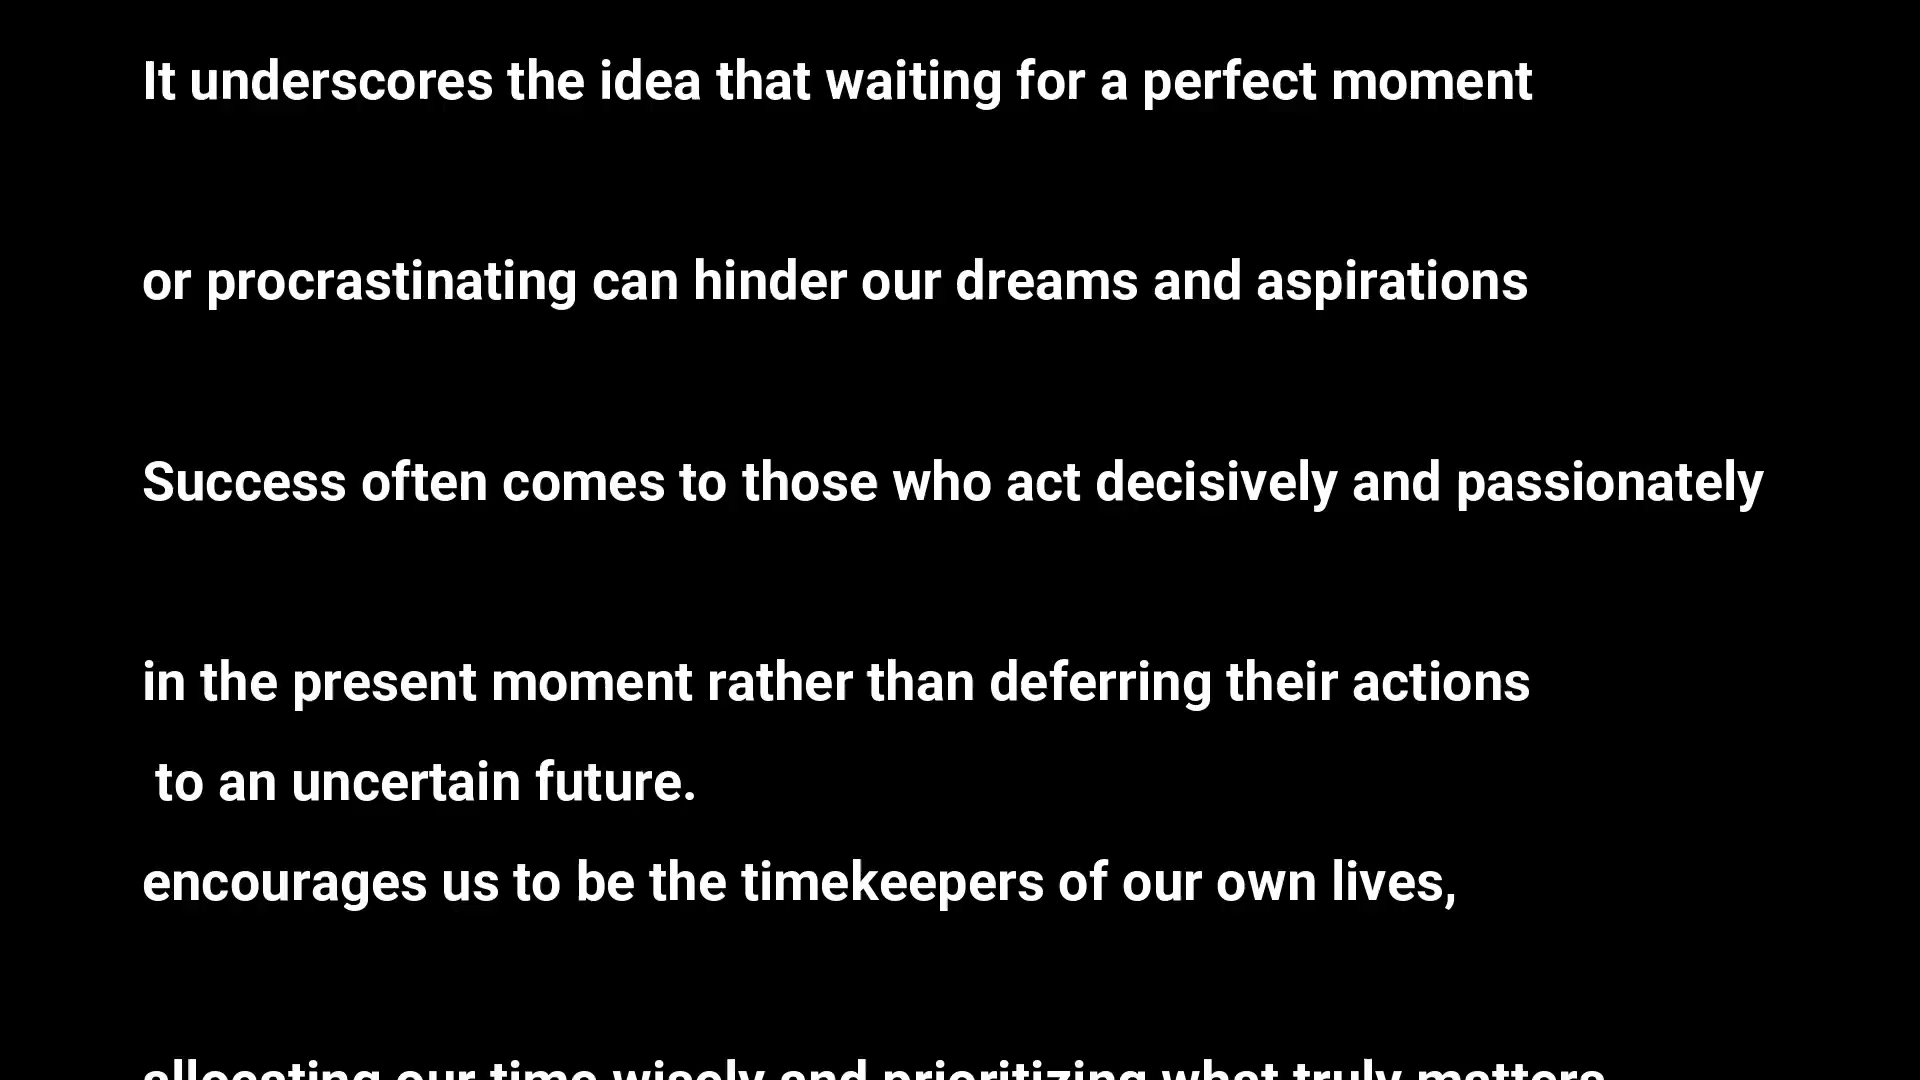 It underscores the idea that waiting for a perfect moment
or procrastinating can hinder our dreams and aspirations
Success often comes to those who act decisively and passionately
in the present moment rather than deferring their actions
to an uncertain future.
encourages us to be the timekeepers of our own lives,
allocating our time wisely and prioritizing what truly matters